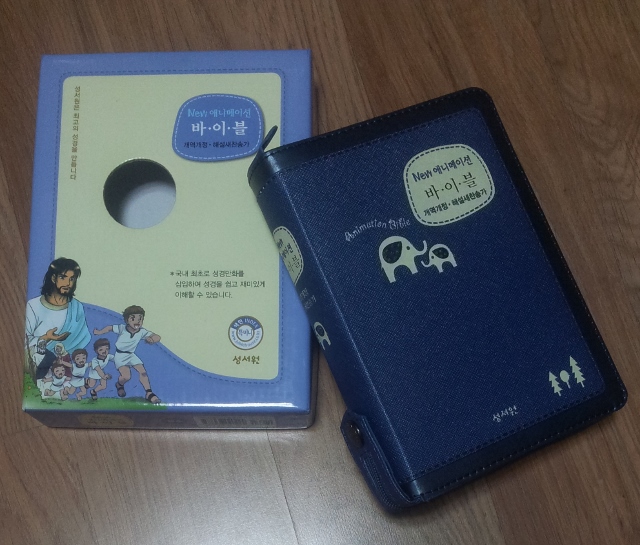 성서원은 최고의 성경을 만듭니다.
New 애니메이션
바·이·블
개역개정·해설새찬송가
*국내 최초로 성경만화를
삽입하여 성경을 쉽고 재미있게
이해할 수 있습니다.
성서원
New 애니메이션
바·이·블
개역개정·해설새찬송가
Animation Bible
성서원